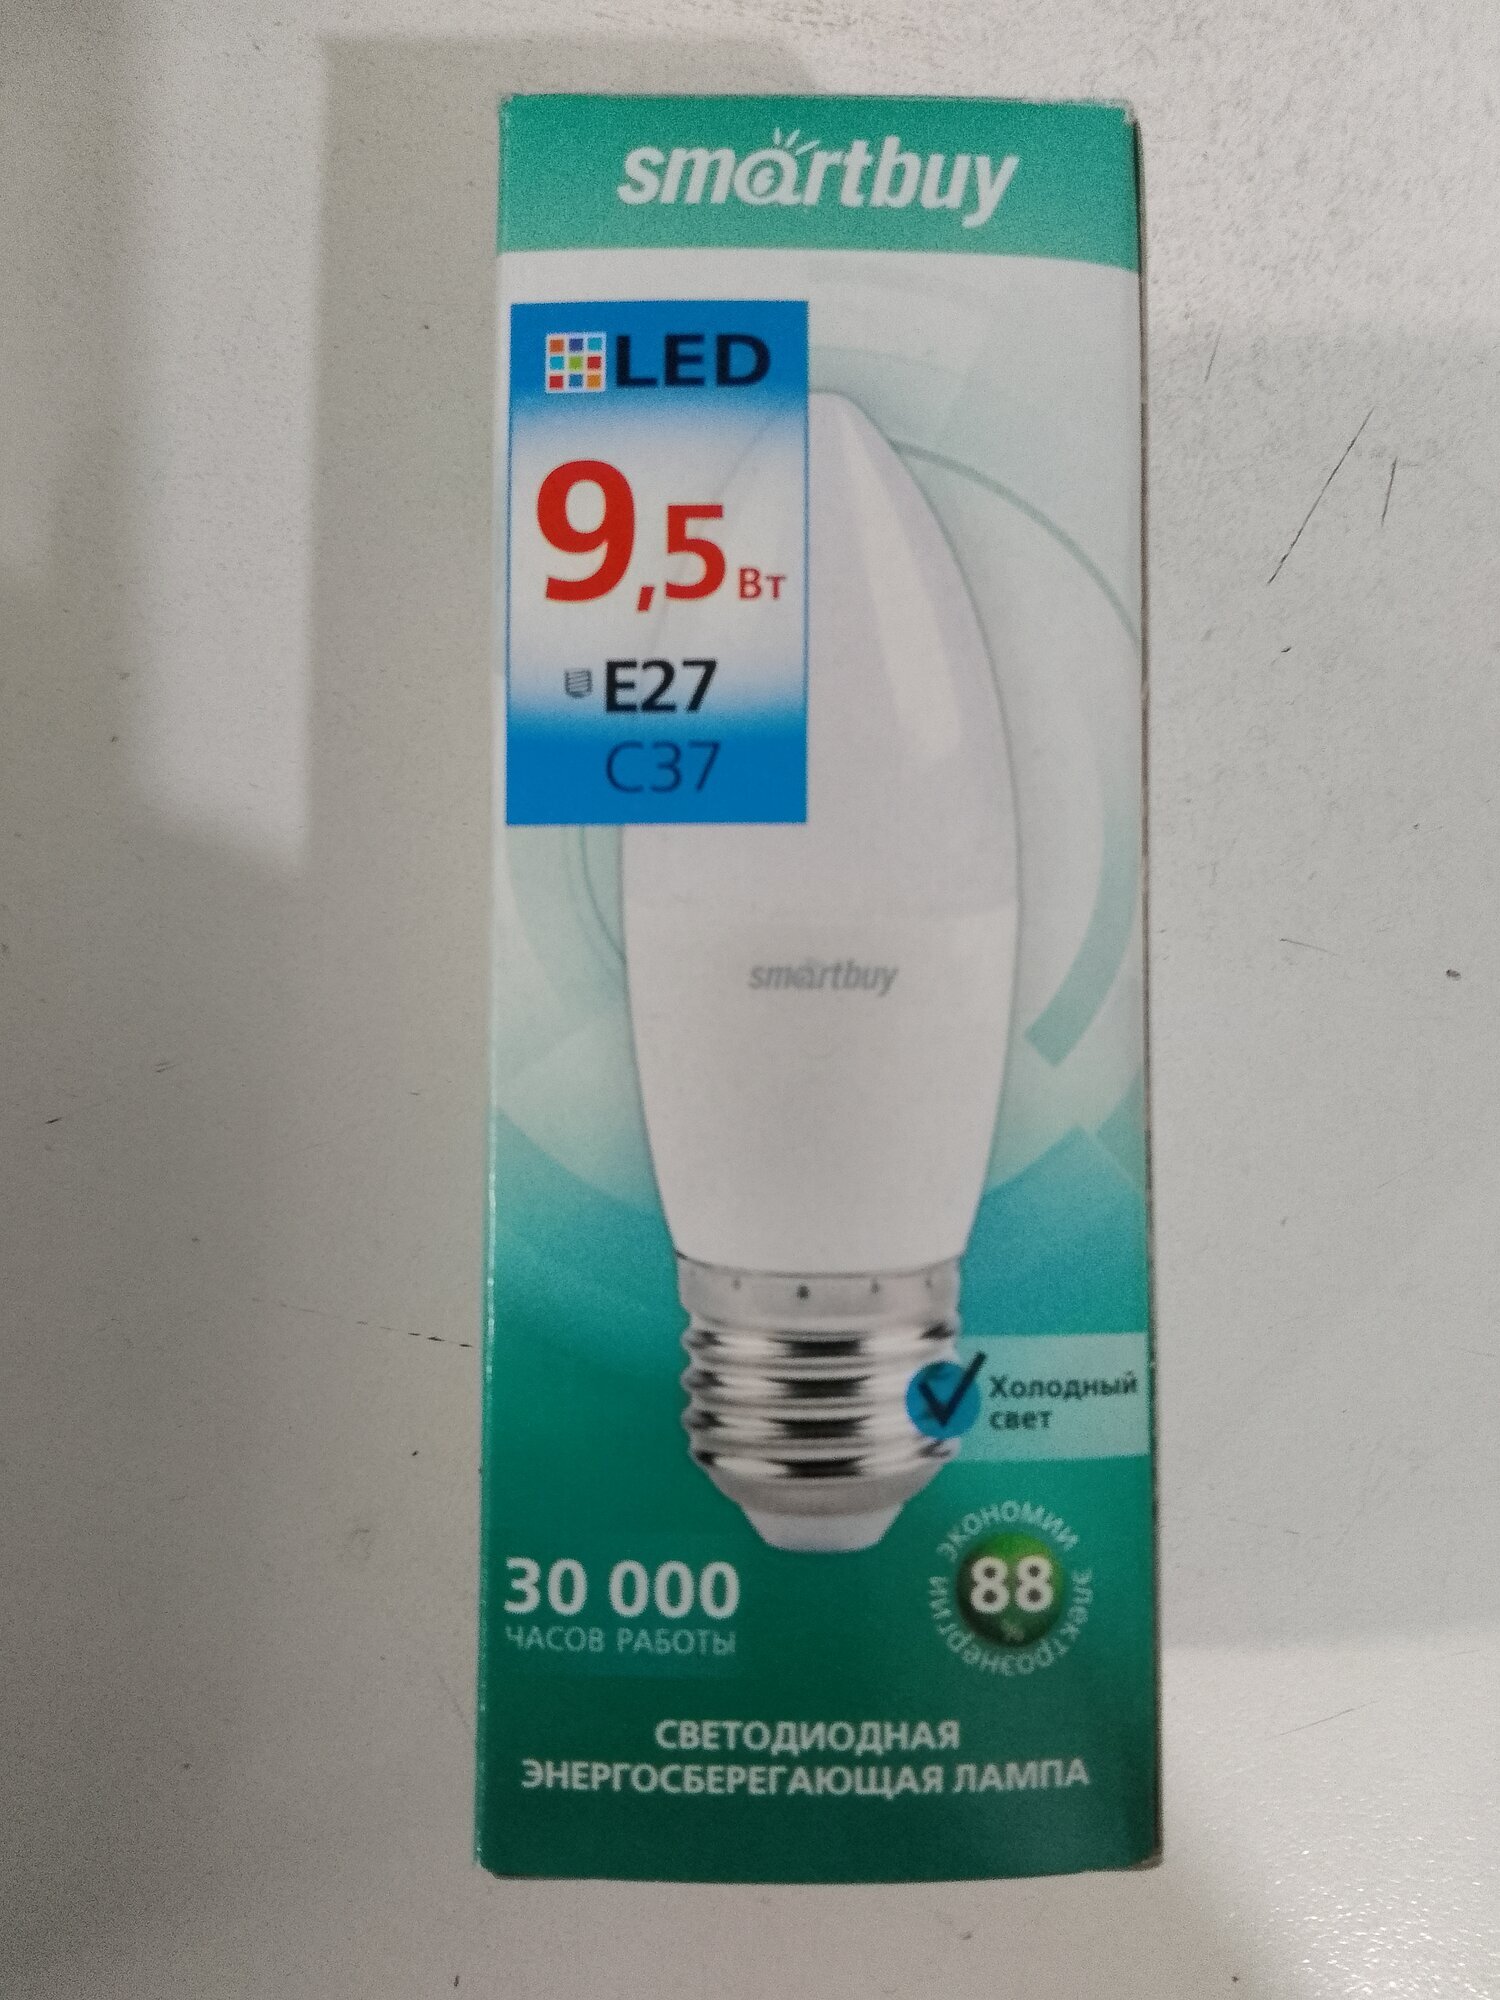 smartbuy
LED
9,5 Вт
E27
C37
smartbuy
Холодный
свет
30 000
ЧАСОВ РАБОТЫ
88
%
ЭКОНОМИИ ЭЛЕКТРОЭНЕРГИИ
СВЕТОДИОДНАЯ
ЭНЕРГОСБЕРЕГАЮЩАЯ ЛАМПА